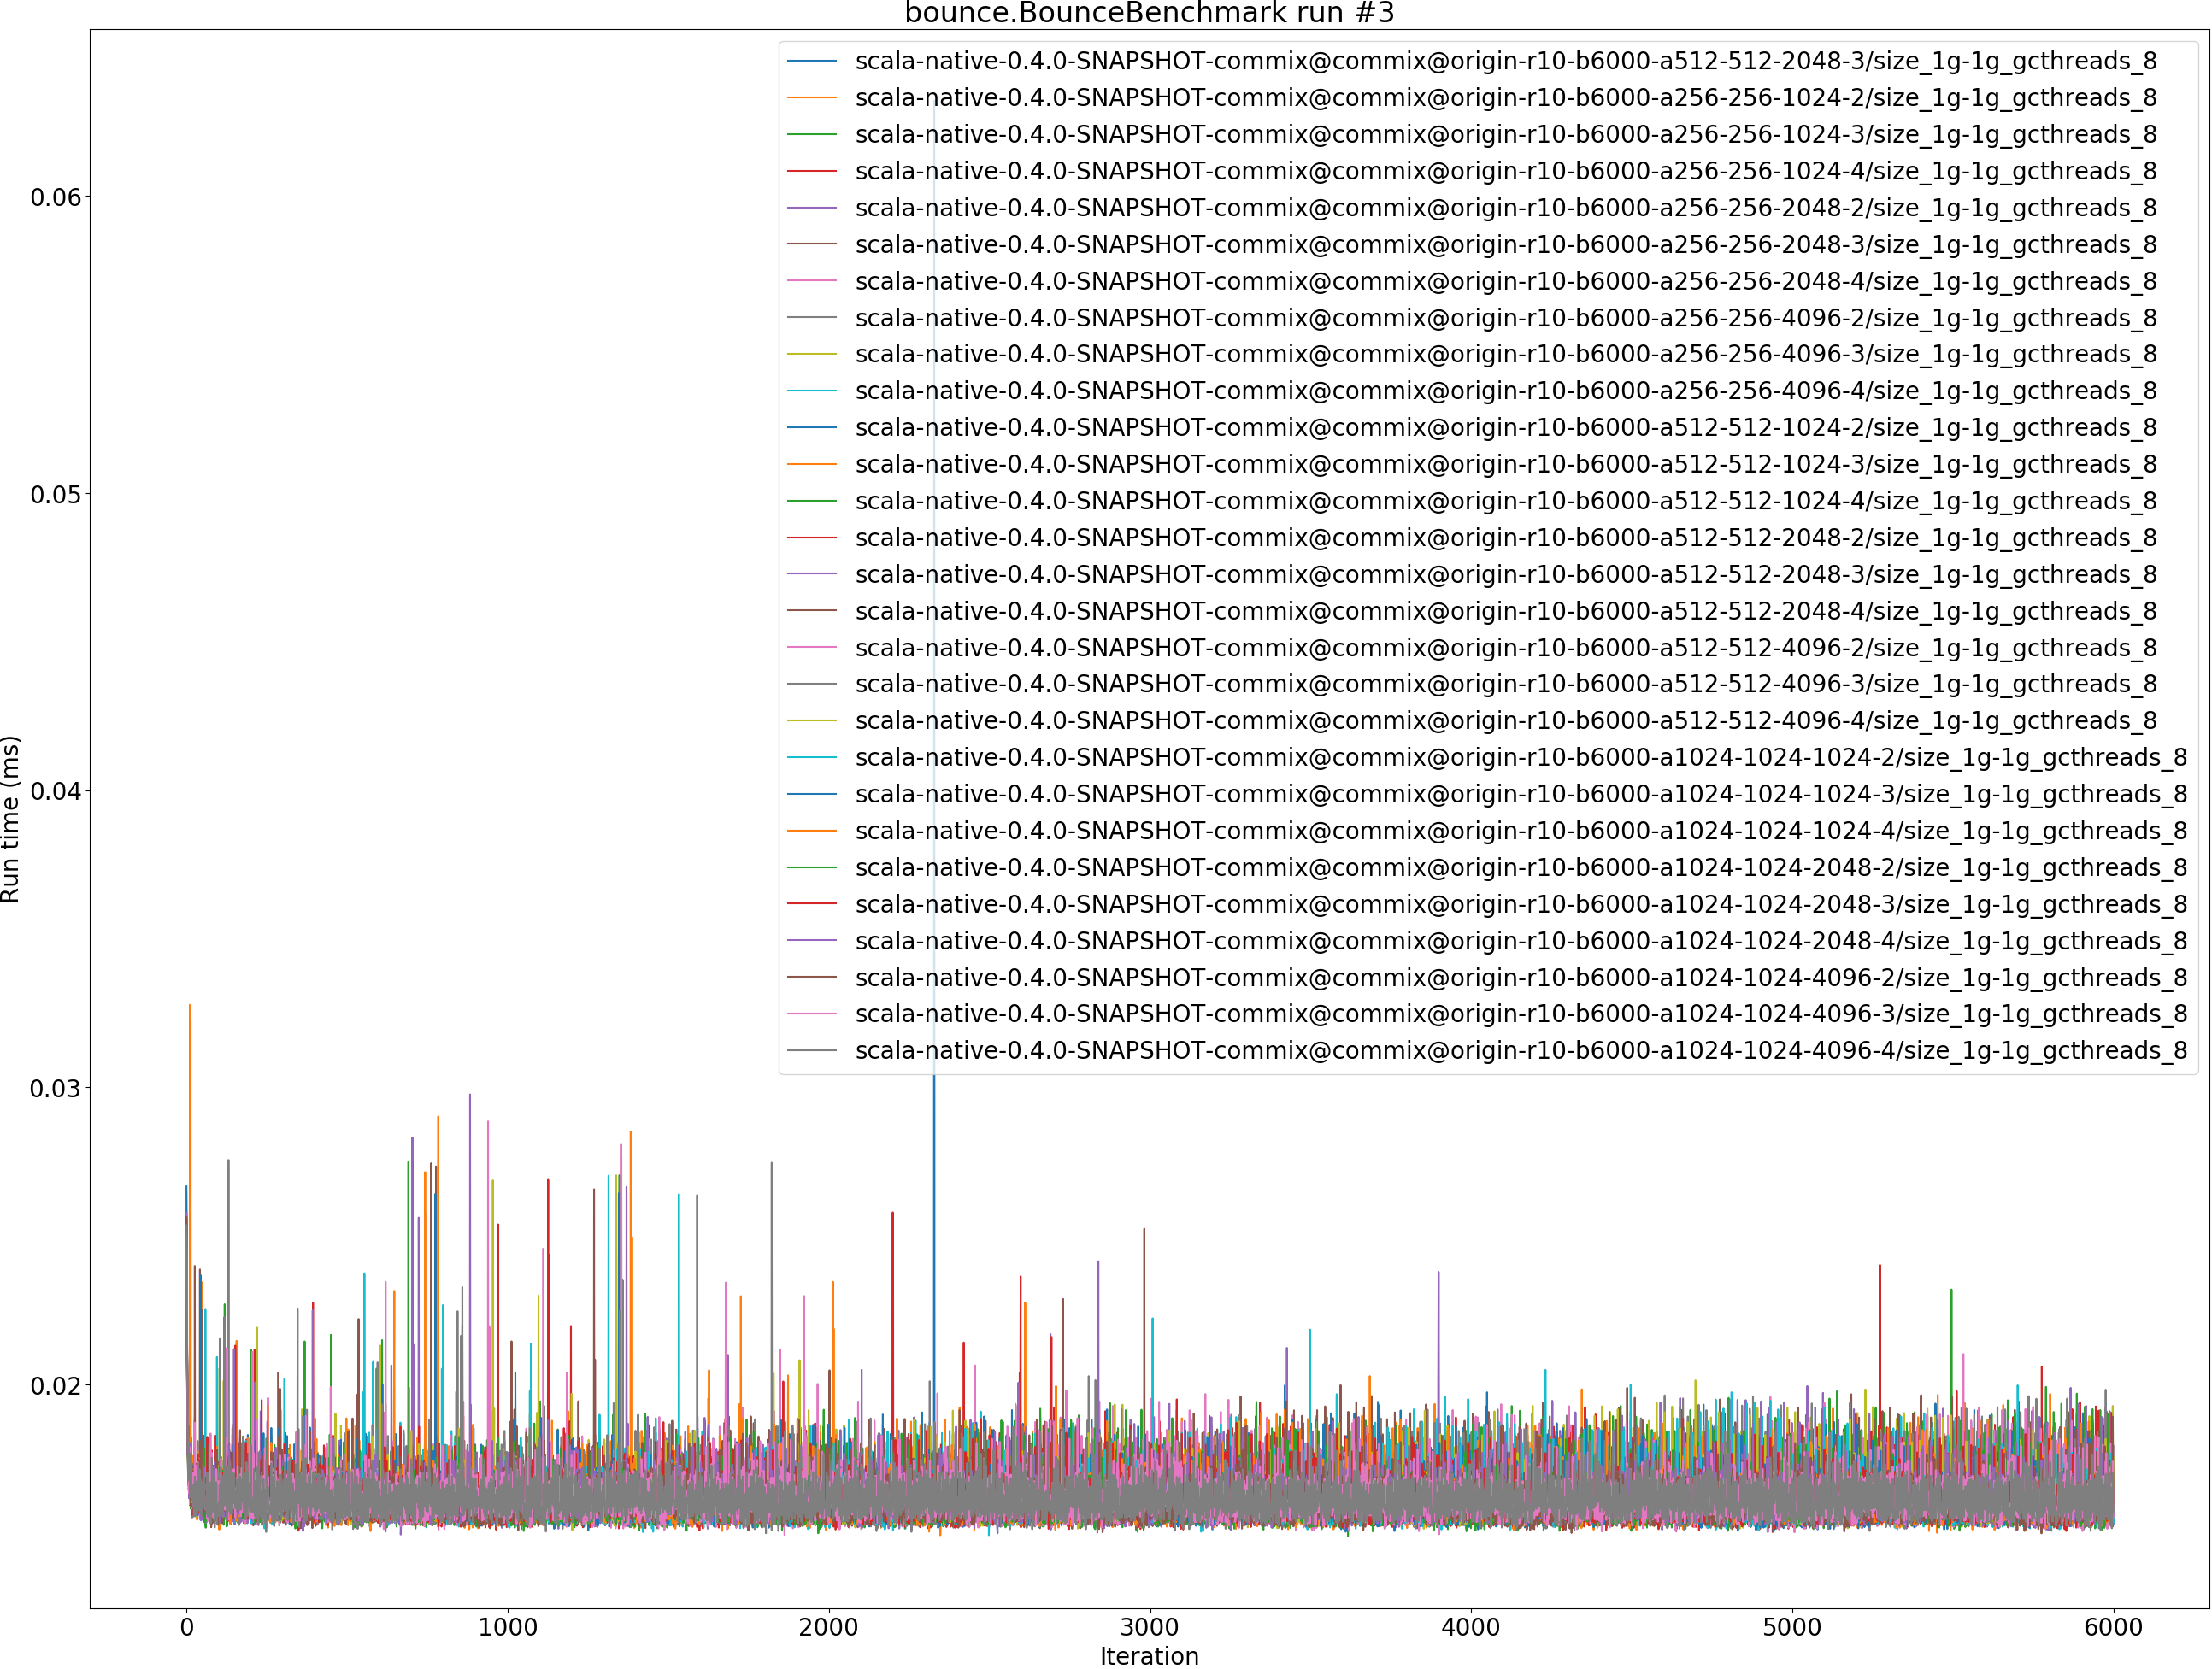 bounce.BounceBenchmark run #3
scala-native-0.4.0-SNAPSHOT-commix@commix@origin-r10-b6000-a512-512-2048-3/size_1g-1g_gcthreads_8
scala-native-0.4.0-SNAPSHOT-commix@commix@origin-r10-b6000-a256-256-1024-2/size_1g-1g_gcthreads_8
scala-native-0.4.0-SNAPSHOT-commix@commix@origin-r10-b6000-a256-256-1024-3/size_1g-1g_gcthreads_8
scala-native-0.4.0-SNAPSHOT-commix@commix@origin-r10-b6000-a256-256-1024-4/size_1g-1g_gcthreads_8
scala-native-0.4.0-SNAPSHOT-commix@commix@origin-r10-b6000-a256-256-2048-2/size_1g-1g_gcthreads_8
scala-native-0.4.0-SNAPSHOT-commix@commix@origin-r10-b6000-a256-256-2048-3/size_1g-1g_gcthreads_8
scala-native-0.4.0-SNAPSHOT-commix@commix@origin-r10-b6000-a256-256-2048-4/size_1g-1g_gcthreads_8
scala-native-0.4.0-SNAPSHOT-commix@commix@origin-r10-b6000-a256-256-4096-2/size_1g-1g_gcthreads_8
scala-native-0.4.0-SNAPSHOT-commix@commix@origin-r10-b6000-a256-256-4096-3/size_1g-1g_gcthreads_8
scala-native-0.4.0-SNAPSHOT-commix@commix@origin-r10-b6000-a256-256-4096-4/size_1g-1g_gcthreads_8
scala-native-0.4.0-SNAPSHOT-commix@commix@origin-r10-b6000-a512-512-1024-2/size_1g-1g_gcthreads_8
scala-native-0.4.0-SNAPSHOT-commix@commix@origin-r10-b6000-a512-512-1024-3/size_1g-1g_gcthreads_8
scala-native-0.4.0-SNAPSHOT-commix@commix@origin-r10-b6000-a512-512-1024-4/size_1g-1g_gcthreads_8
scala-native-0.4.0-SNAPSHOT-commix@commix@origin-r10-b6000-a512-512-2048-2/size_1g-1g_gcthreads_8
scala-native-0.4.0-SNAPSHOT-commix@commix@origin-r10-b6000-a512-512-2048-3/size_1g-1g_gcthreads_8
scala-native-0.4.0-SNAPSHOT-commix@commix@origin-r10-b6000-a512-512-2048-4/size_1g-1g_gcthreads_8
scala-native-0.4.0-SNAPSHOT-commix@commix@origin-r10-b6000-a512-512-4096-2/size_1g-1g_gcthreads_8
scala-native-0.4.0-SNAPSHOT-commix@commix@origin-r10-b6000-a512-512-4096-3/size_1g-1g_gcthreads_8
scala-native-0.4.0-SNAPSHOT-commix@commix@origin-r10-b6000-a512-512-4096-4/size_1g-1g_gcthreads_8
scala-native-0.4.0-SNAPSHOT-commix@commix@origin-r10-b6000-a1024-1024-1024-2/size_1g-1g_gcthreads_8
scala-native-0.4.0-SNAPSHOT-commix@commix@origin-r10-b6000-a1024-1024-1024-3/size_1g-1g_gcthreads_8
scala-native-0.4.0-SNAPSHOT-commix@commix@origin-r10-b6000-a1024-1024-1024-4/size_1g-1g_gcthreads_8
scala-native-0.4.0-SNAPSHOT-commix@commix@origin-r10-b6000-a1024-1024-2048-2/size_1g-1g_gcthreads_8
scala-native-0.4.0-SNAPSHOT-commix@commix@origin-r10-b6000-a1024-1024-2048-3/size_1g-1g_gcthreads_8
scala-native-0.4.0-SNAPSHOT-commix@commix@origin-r10-b6000-a1024-1024-2048-4/size_1g-1g_gcthreads_8
scala-native-0.4.0-SNAPSHOT-commix@commix@origin-r10-b6000-a1024-1024-4096-2/size_1g-1g_gcthreads_8
scala-native-0.4.0-SNAPSHOT-commix@commix@origin-r10-b6000-a1024-1024-4096-3/size_1g-1g_gcthreads_8
scala-native-0.4.0-SNAPSHOT-commix@commix@origin-r10-b6000-a1024-1024-4096-4/size_1g-1g_gcthreads_8
0.06
0.05
0.04
0.03
0.02
Run time (ms)
0 1000 2000 3000 4000 5000 6000
Iteration